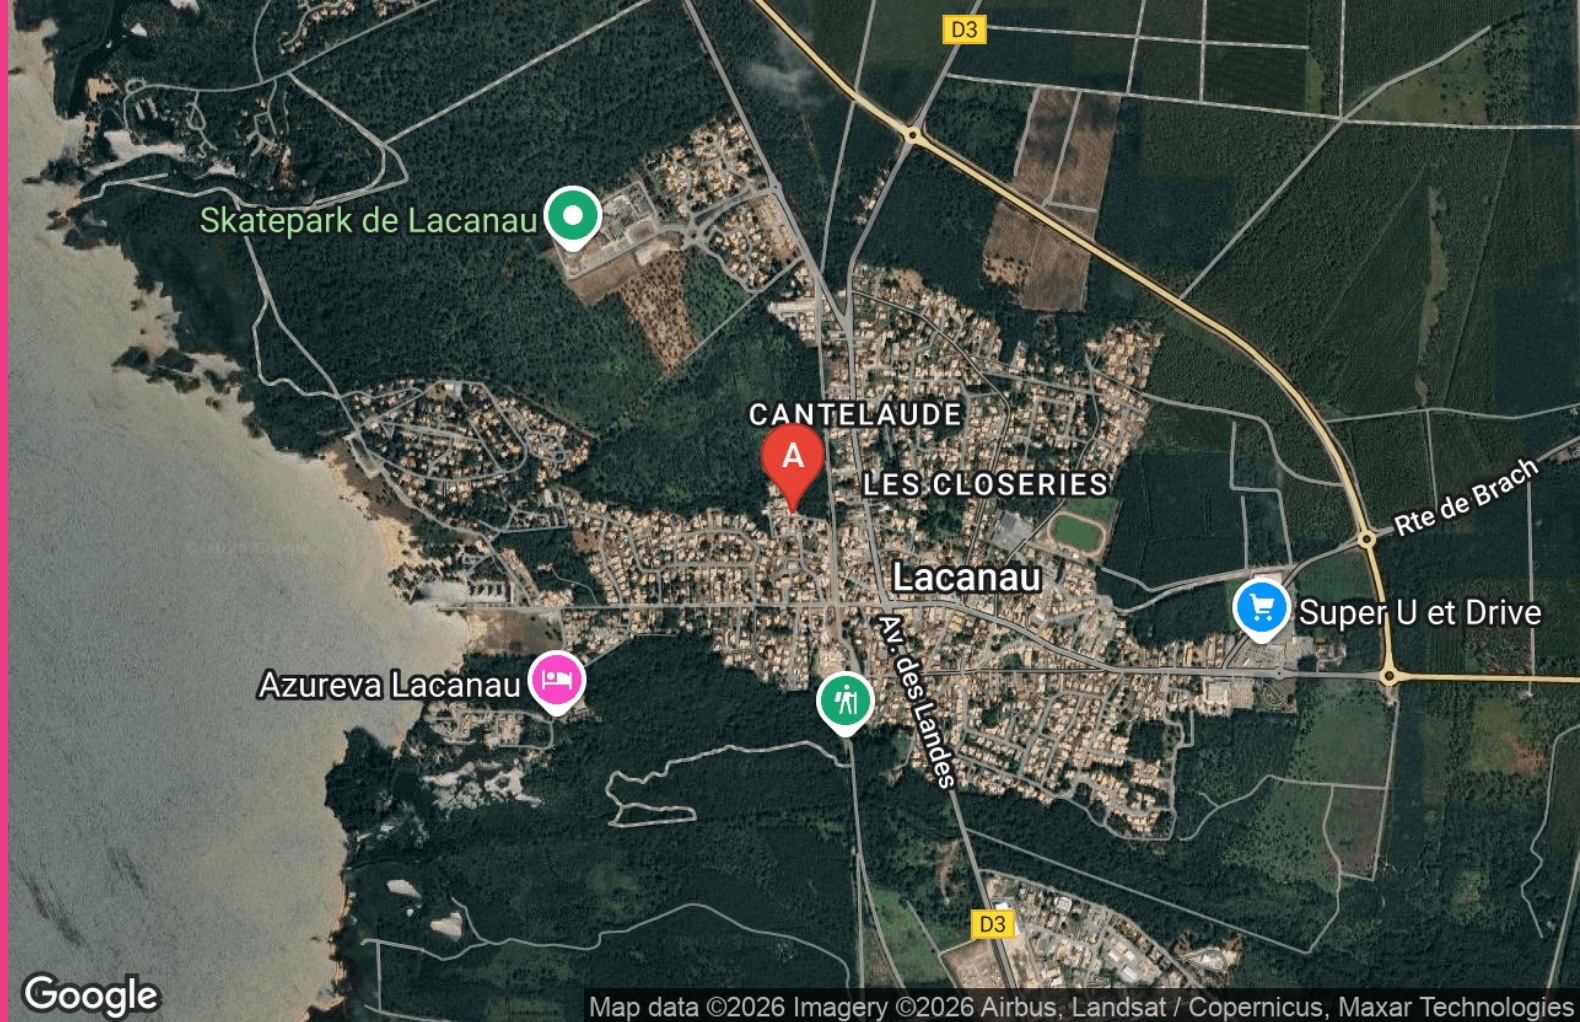 D3
Skatepark de Lacanau
CANTELAUDE
A
LES CLOSERIES
Rte de Brach
Lacanau
Super U et Drive
Av. des Landes
Azureva Lacanau
D3
Google
Map data ©2026 Imagery ©2026 Airbus, Landsat / Copernicus, Maxar Technologies